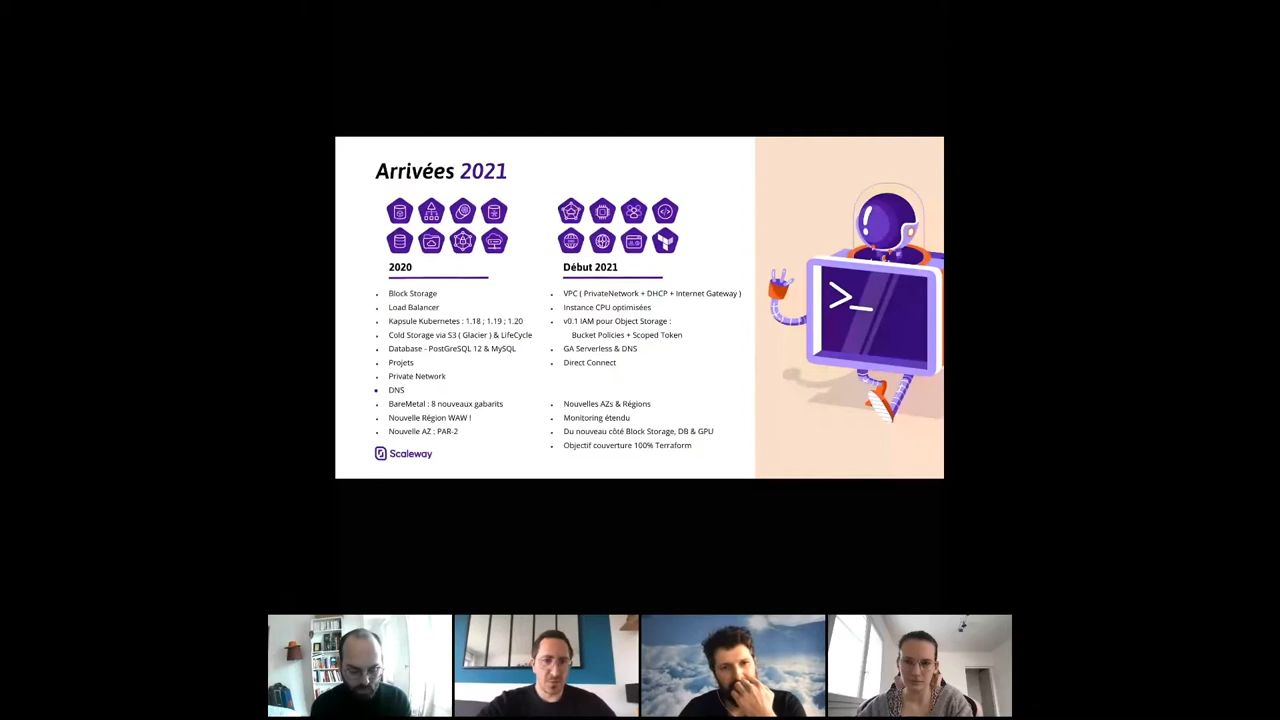 Arrivées 2021
2020
Block Storage
Load Balancer
Kapsule Kubernetes : 1.18 ; 1.19 ; 1.20
Cold Storage via S3 ( Glacier ) & LifeCycle
Database - PostGreSQL 12 & MySQL
Projets
Private Network
DNS
BareMetal : 8 nouveaux gabarits
Nouvelle Région WAW !
Nouvelle AZ : PAR-2
Début 2021
VPC ( PrivateNetwork + DHCP + Internet Gateway )
Instance CPU optimisées
v0.1 IAM pour Object Storage :
Bucket Policies + Scoped Token
GA Serverless & DNS
Direct Connect
Nouvelles AZs & Régions
Monitoring étendu
Du nouveau côté Block Storage, DB & GPU
Objectif couverture 100% Terraform
Scaleway
>_